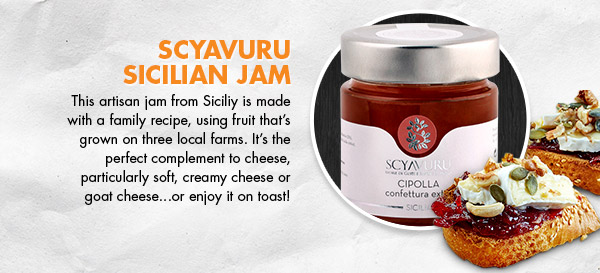 SCYAVURU
SICILIAN JAM
This artisan jam from Siciliy is made
with a family recipe, using fruit that's
grown on three local farms. It's the
perfect complement to cheese,
particularly soft, creamy cheese or
goat cheese...or enjoy it on toast!
SCYAVURU
CIPOLLA
confettura ext
SICILI